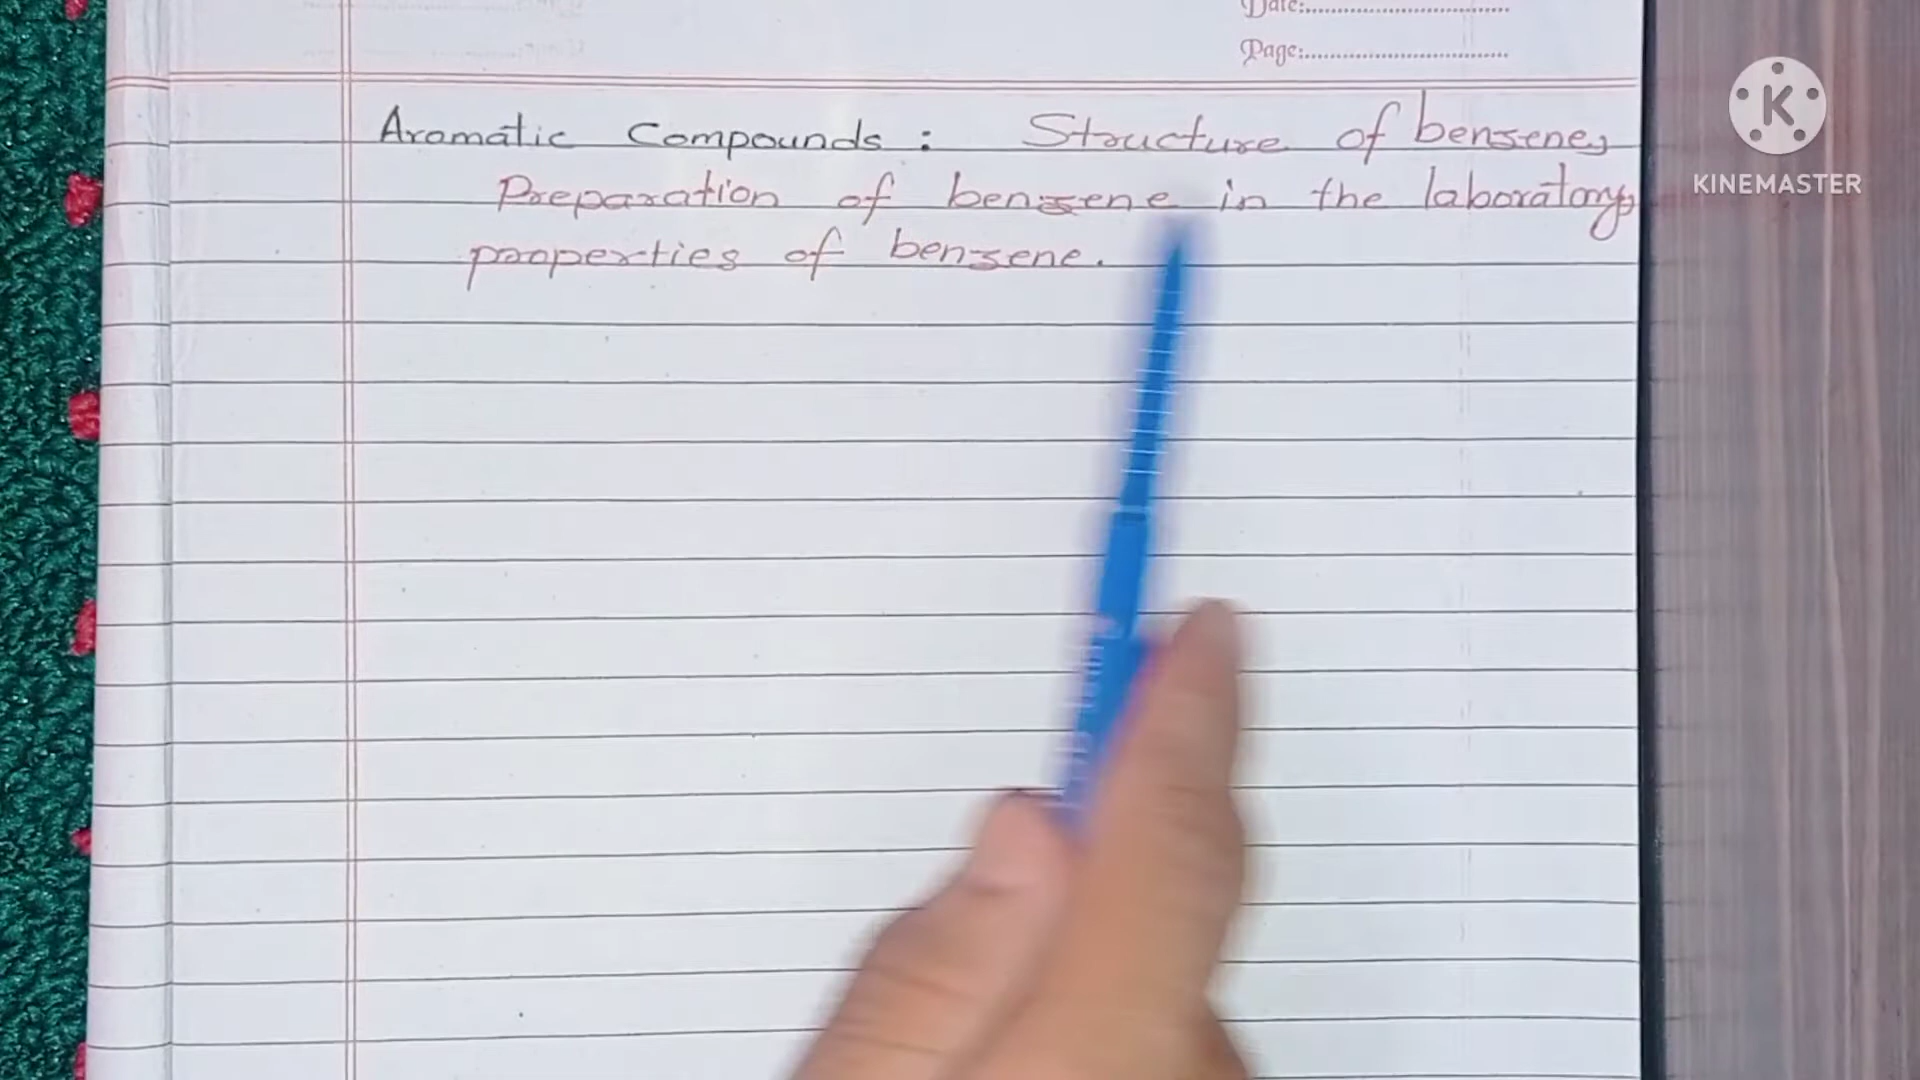 Date:
Page:
Aromatic Compounds : Structure of benzene,
Preparation of benzene in the laboratory,
properties of benzene.
KINEMASTER